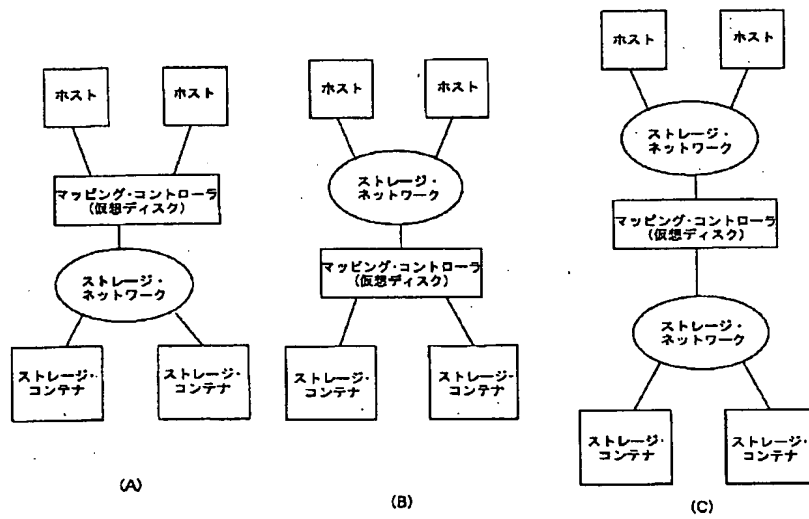 ホスト
ホスト
マッピング・コントローラ
(仮想ディスク)
ストレージ・
ネットワーク
ストレージ・
コンテナ
ストレージ・
コンテナ
(A)
ホスト
ホスト
ストレージ・
ネットワーク
マッピング・コントローラ
(仮想ディスク)
ストレージ・
コンテナ
ストレージ・
コンテナ
(B)
ホスト
ホスト
ストレージ・
ネットワーク
マッピング・コントローラ
(仮想ディスク)
ストレージ・
ネットワーク
ストレージ・
コンテナ
ストレージ・
コンテナ
(C)